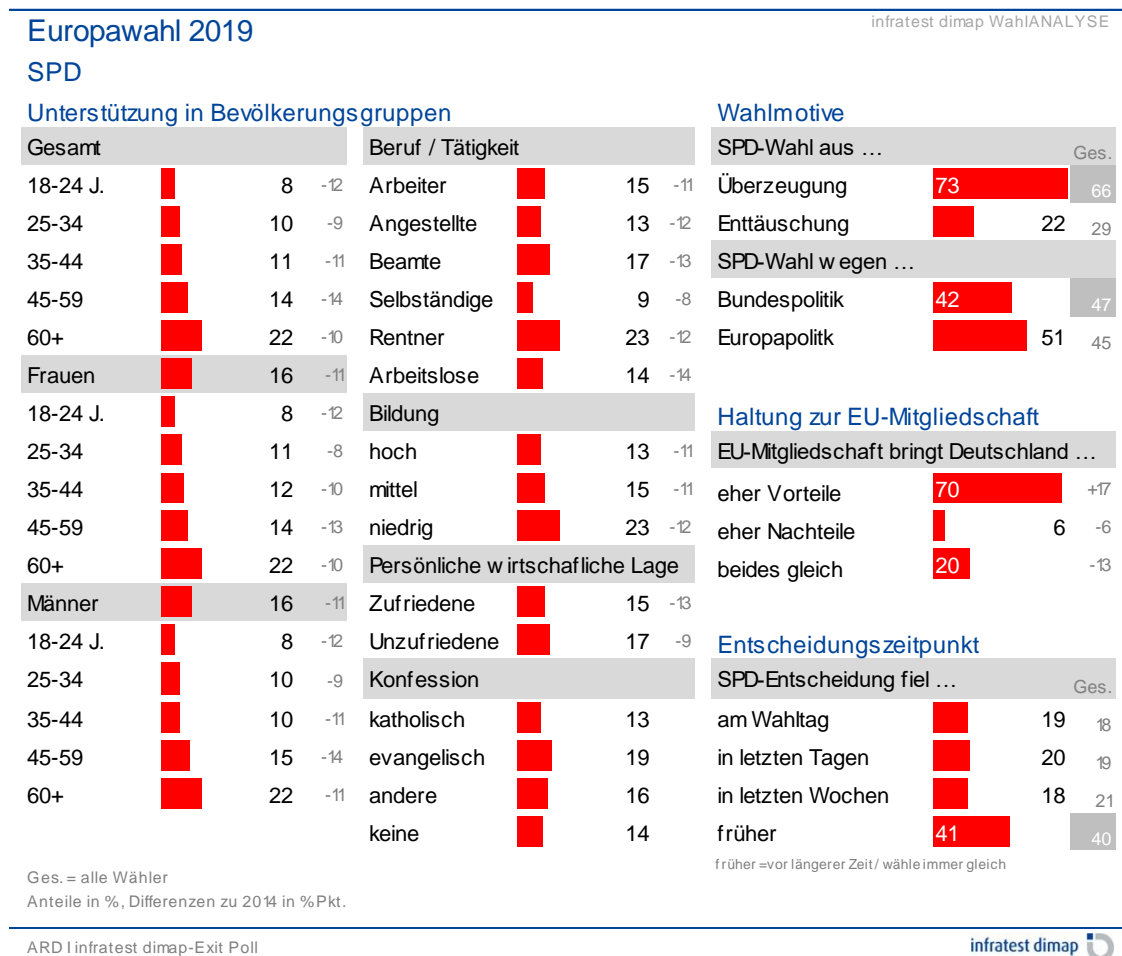 infratest dimap WahlANALYSE
Europawahl 2019
SPD
Unterstützung in Bevölkerungsgruppen
Gesamt
18-24 J. 8 -12
25-34 10 -9
35-44 11 -11
45-59 14 -14
60+ 22 -10
Frauen 16 -11
18-24 J. 8 -12
25-34 11 -8
35-44 12 -10
45-59 14 -13
60+ 22 -10
Männer 16 -11
18-24 J. 8 -12
25-34 10 -9
35-44 10 -11
45-59 15 -14
60+ 22 -11
Beruf / Tätigkeit
Arbeiter 15 -11
Angestellte 13 -12
Beamte 17 -13
Selbständige 9 -8
Rentner 23 -12
Arbeitslose 14 -14
Bildung
hoch 13 -11
mittel 15 -11
niedrig 23 -12
Persönliche wirtschafliche Lage
Zufriedene 15 -13
Unzufriedene 17 -9
Konfession
katholisch 13
evangelisch 19
andere 16
keine 14
Wahlmotive
SPD-Wahl aus … Ges.
Überzeugung 73 66
Enttäuschung 22 29
SPD-Wahl wegen …
Bundespolitik 42 47
Europapolitk 51 45
Haltung zur EU-Mitgliedschaft
EU-Mitgliedschaft bringt Deutschland …
eher Vorteile 70 +17
eher Nachteile 6 -6
beides gleich 20 -13
Entscheidungszeitpunkt
SPD-Entscheidung fiel … Ges.
am Wahltag 19 18
in letzten Tagen 20 19
in letzten Wochen 18 21
früher 41 40
früher =vor längerer Zeit / wähle immer gleich
Ges. = alle Wähler
Anteile in %, Differenzen zu 2014 in %Pkt.
ARD I infratest dimap-Exit Poll
infratest dimap